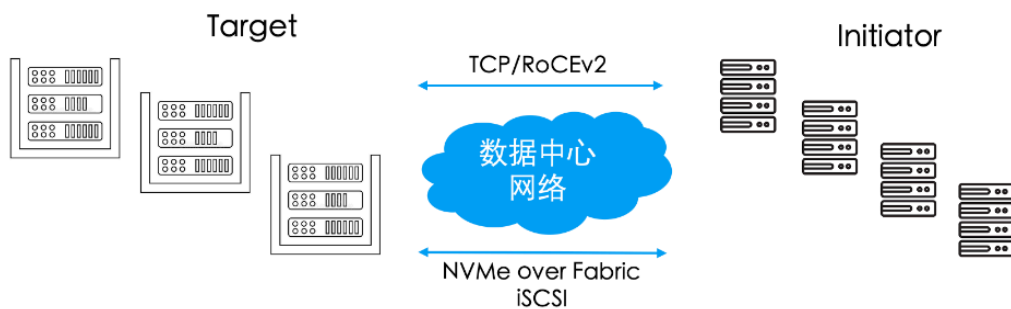 Target
Initiator
TCP/RoCEv2
数据中心
网络
NVMe over Fabric
iSCSI